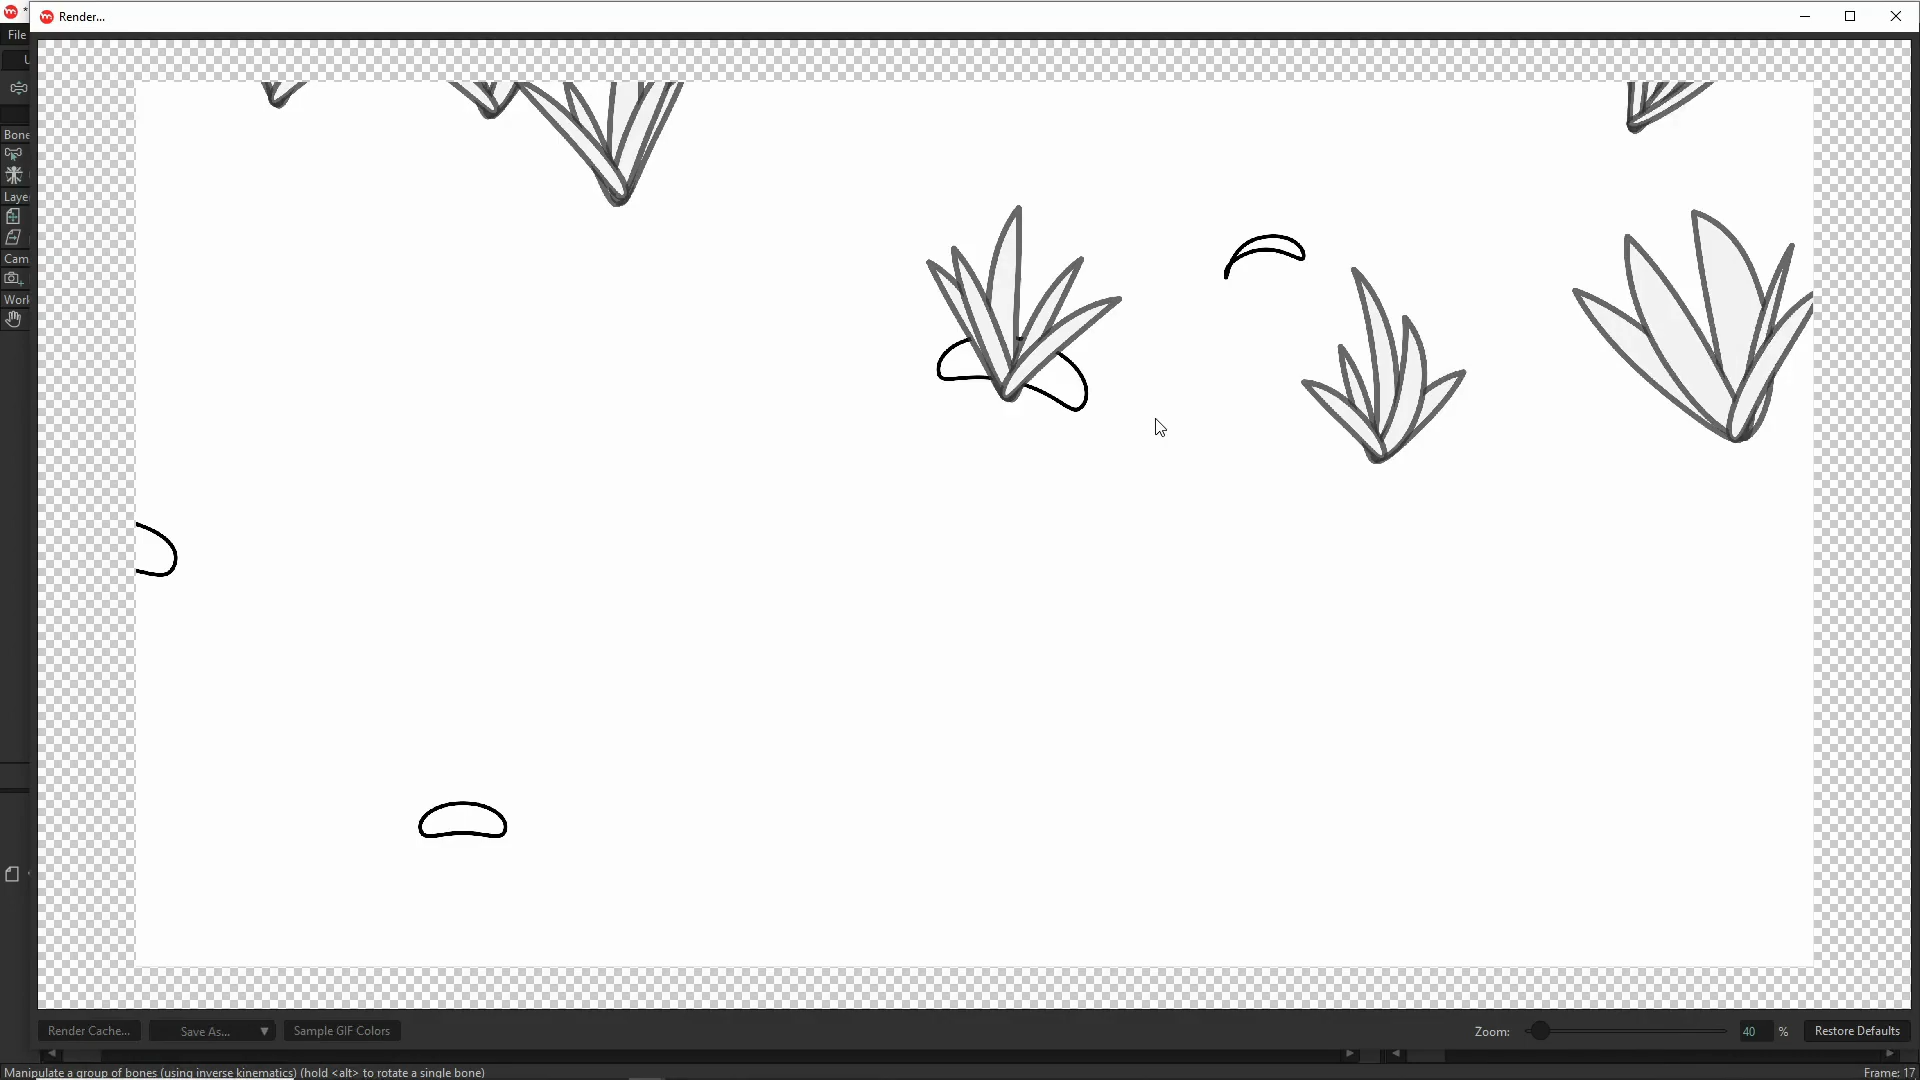 Render...
File
Bone
Laye
Cam
Work
Render Cache...
Save As...
Sample GIF Colors
Zoom:
40
%
Restore Defaults
Manipulate a group of bones (using inverse kinematics) (hold <alt> to rotate a single bone)
Frame: 17